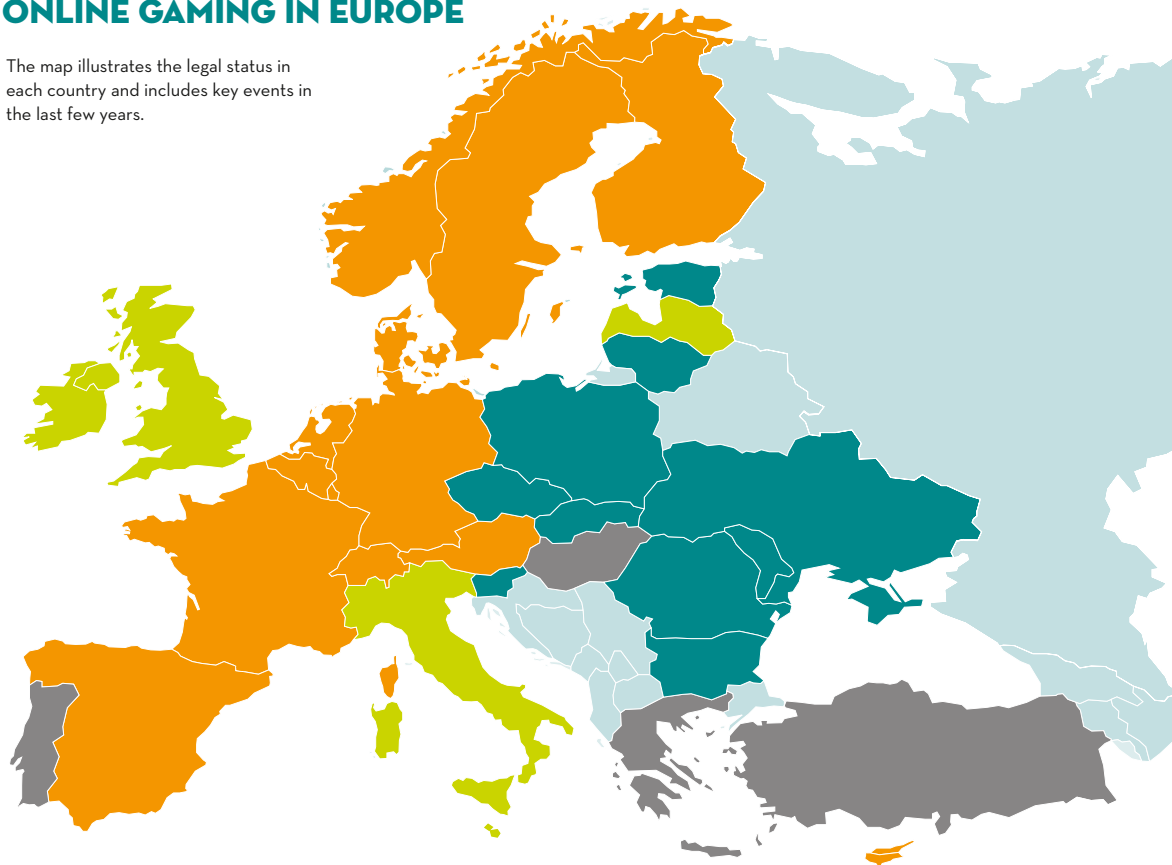 ONLINE GAMING IN EUROPE
The map illustrates the legal status in
each country and includes key events in
the last few years.